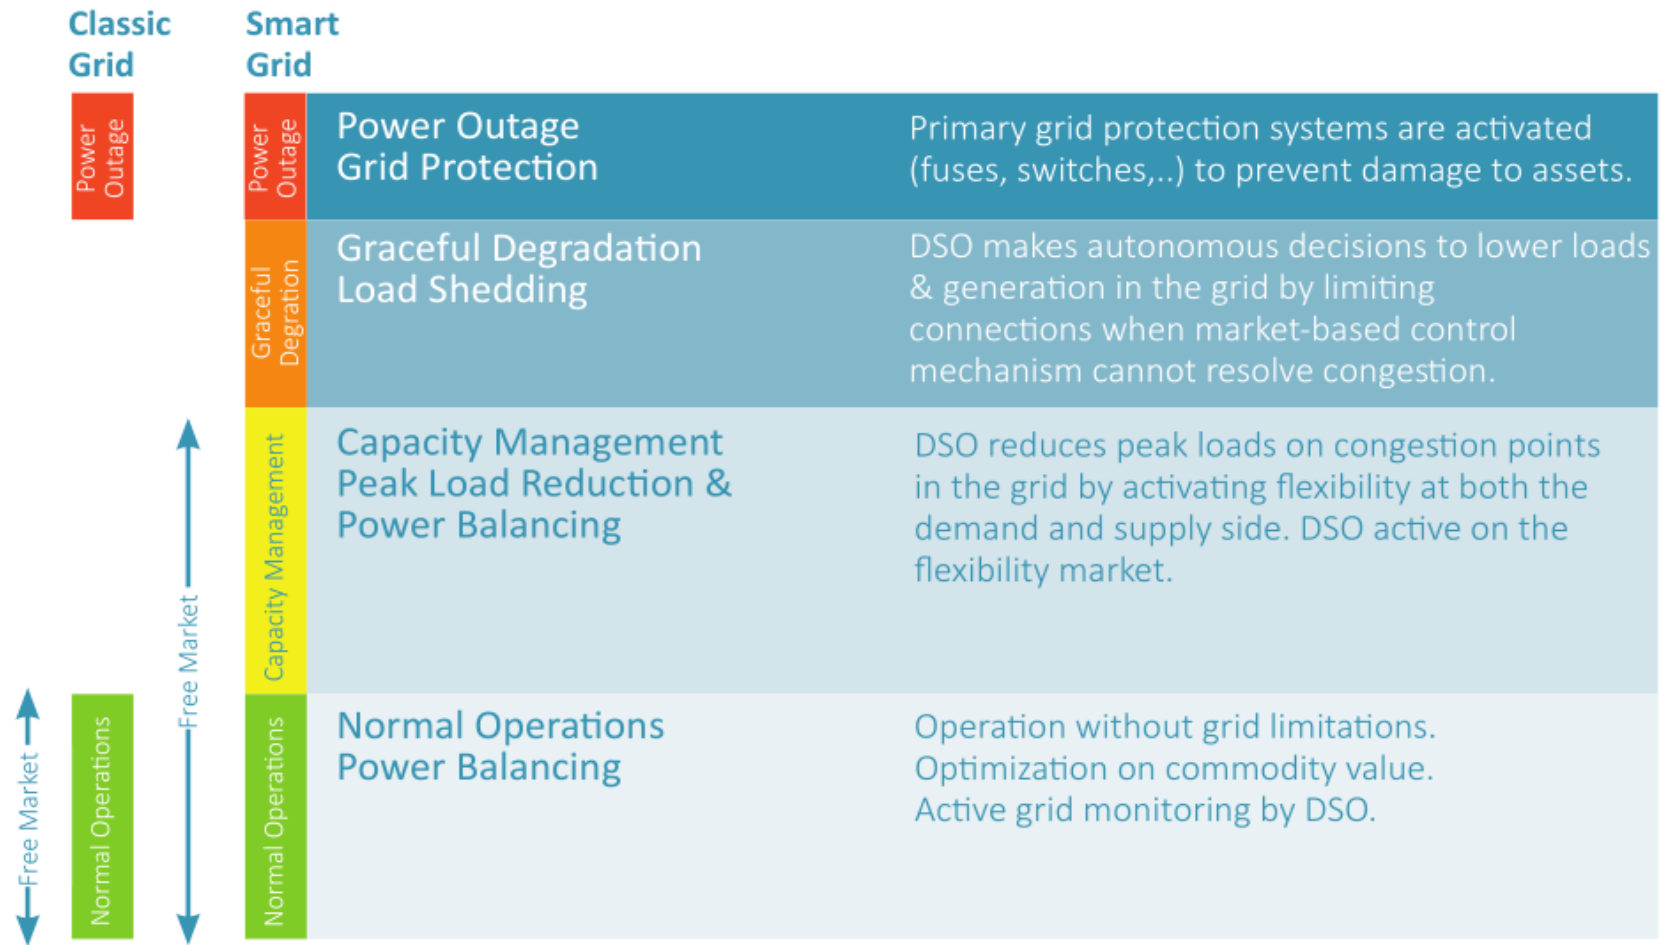 Classic
Grid
Smart
Grid
Power
Outage
Power
Outage
Power Outage
Grid Protection
Primary grid protection systems are activated
(fuses, switches,..) to prevent damage to assets.
Graceful
Degration
Graceful Degradation
Load Shedding
DSO makes autonomous decisions to lower loads
& generation in the grid by limiting
connections when market-based control
mechanism cannot resolve congestion.
Free Market
Capacity Management
Capacity Management
Peak Load Reduction &
Power Balancing
DSO reduces peak loads on congestion points
in the grid by activating flexibility at both the
demand and supply side. DSO active on the
flexibility market.
Free Market
Normal Operations
Normal Operations
Normal Operations
Power Balancing
Operation without grid limitations.
Optimization on commodity value.
Active grid monitoring by DSO.